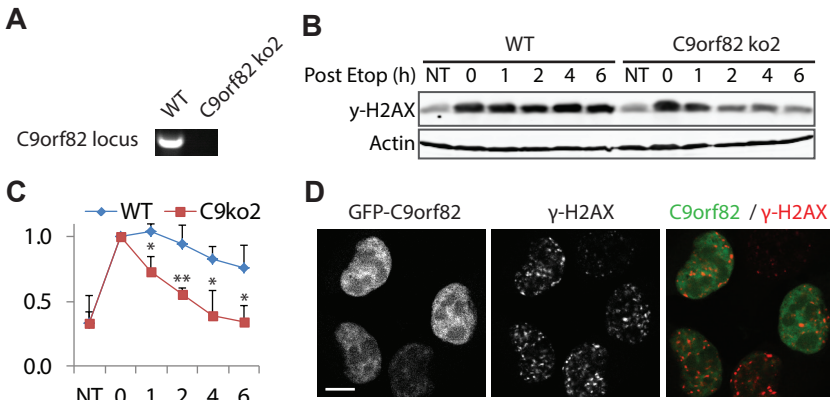 A
WT
C9orf82 ko2
C9orf82 locus
B
WT C9orf82 ko2
Post Etop (h) NT 0 1 2 4 6 NT 0 1 2 4 6
y-H2AX
Actin
C
WT C9ko2
1.0
0.5
0.0
* ** * *
NT 0 1 2 4 6
D
GFP-C9orf82 γ-H2AX C9orf82 / γ-H2AX